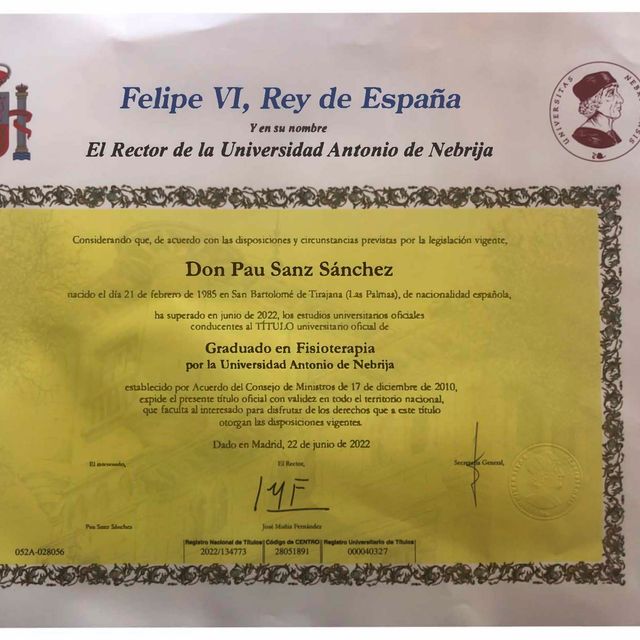 Felipe VI, Rey de España
Y en su nombre
El Rector de la Universidad Antonio de Nebrija
UNIVERSITAS
Considerando que, de acuerdo con las disposiciones y circunstancias previstas por la legislación vigente,
Don Pau Sanz Sánchez
nacido el día 21 de febrero de 1985 en San Bartolomé de Tirajana (Las Palmas), de nacionalidad española,
ha superado en junio de 2022, los estudios universitarios oficiales
conducentes al TÍTULO universitario oficial de
Graduado en Fisioterapia
por la Universidad Antonio de Nebrija
establecido por Acuerdo del Consejo de Ministros de 17 de diciembre de 2010,
expide el presente título oficial con validez en todo el territorio nacional,
que faculta al interesado para disfrutar de los derechos que a este título
otorgan las disposiciones vigentes.
Dado en Madrid, 22 de junio de 2022
El interesado, El Rector, Secretaría General,
Pau Sanz Sánchez José Muñiz Fernández
Registro Nacional de Títulos Código de CENTRO Registro Universitario de Títulos
052A-028056 2022/134773 28051891 000040327